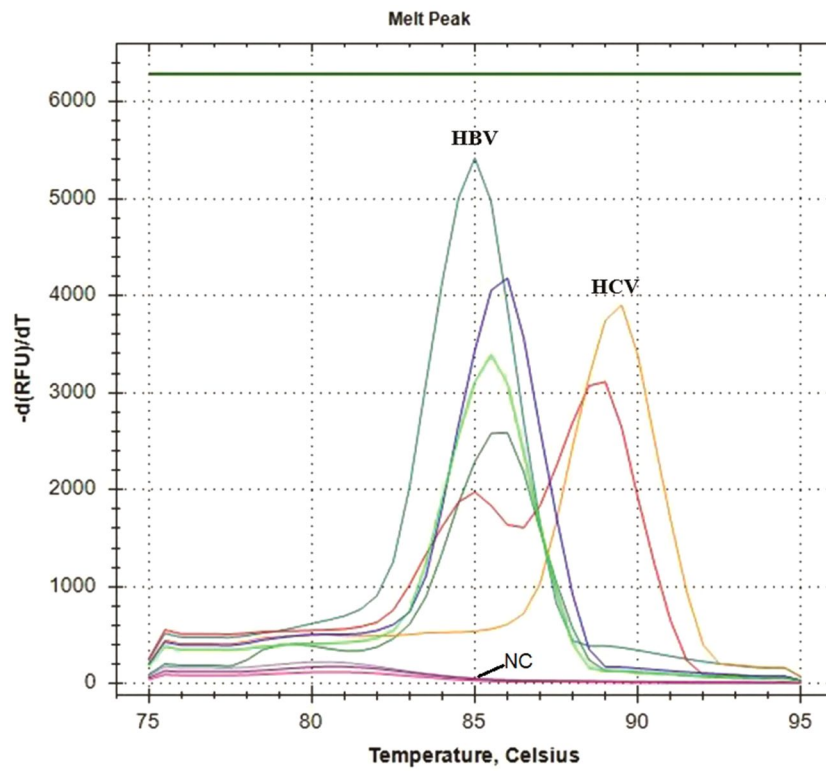 Melt Peak
6000
5000
4000
3000
2000
1000
0
-d(RFU)/dT
HBV
HCV
NC
75 80 85 90 95
Temperature, Celsius